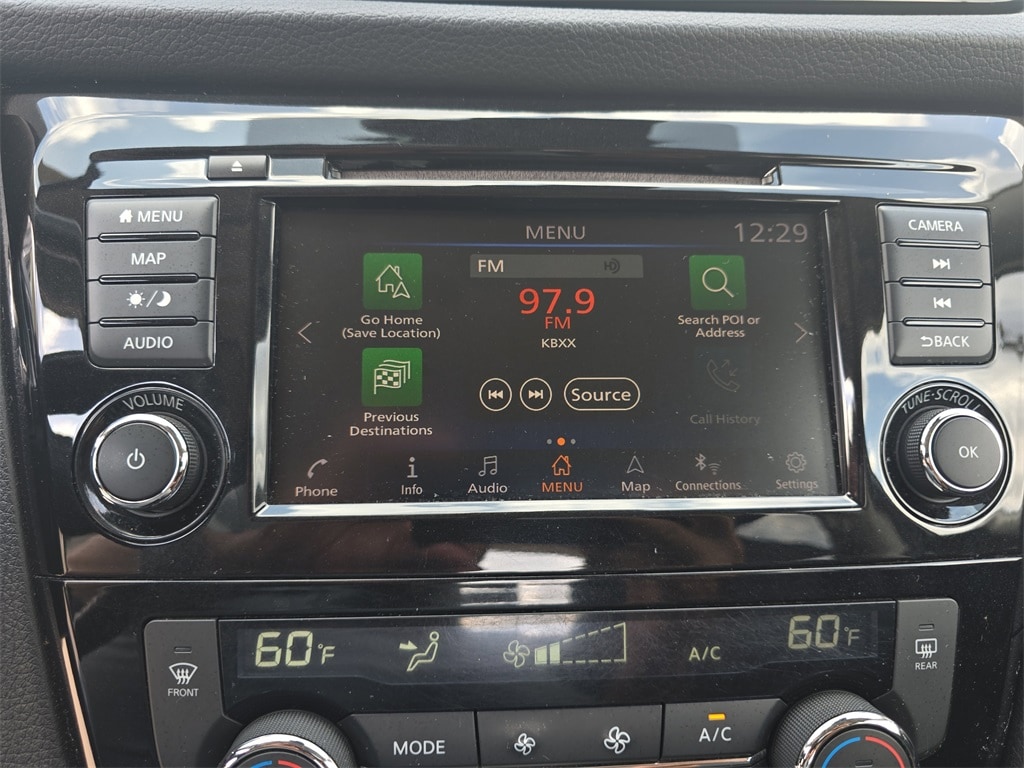 MENU
MAP
AUDIO
VOLUME
MENU
12:29
FM
HD
97.9
FM
KBXX
Source
Go Home
(Save Location)
Previous
Destinations
Search POI or
Address
Call History
Phone
Info
Audio
MENU
Map
Connections
Settings
CAMERA
BACK
TUNE·SCROLL
OK
FRONT
60°F
A/C
60°F
REAR
MODE
A/C